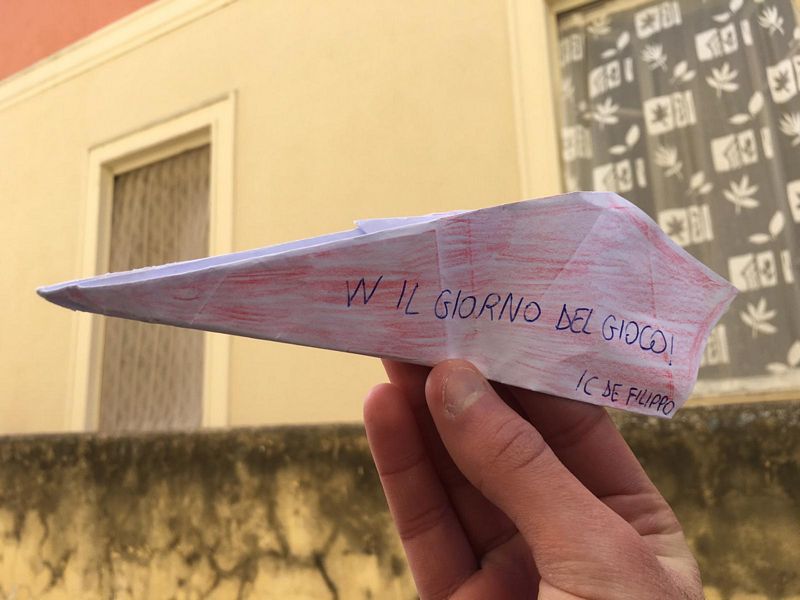 W IL GIORNO DEL GIOCO!
IC DE FILIPPO